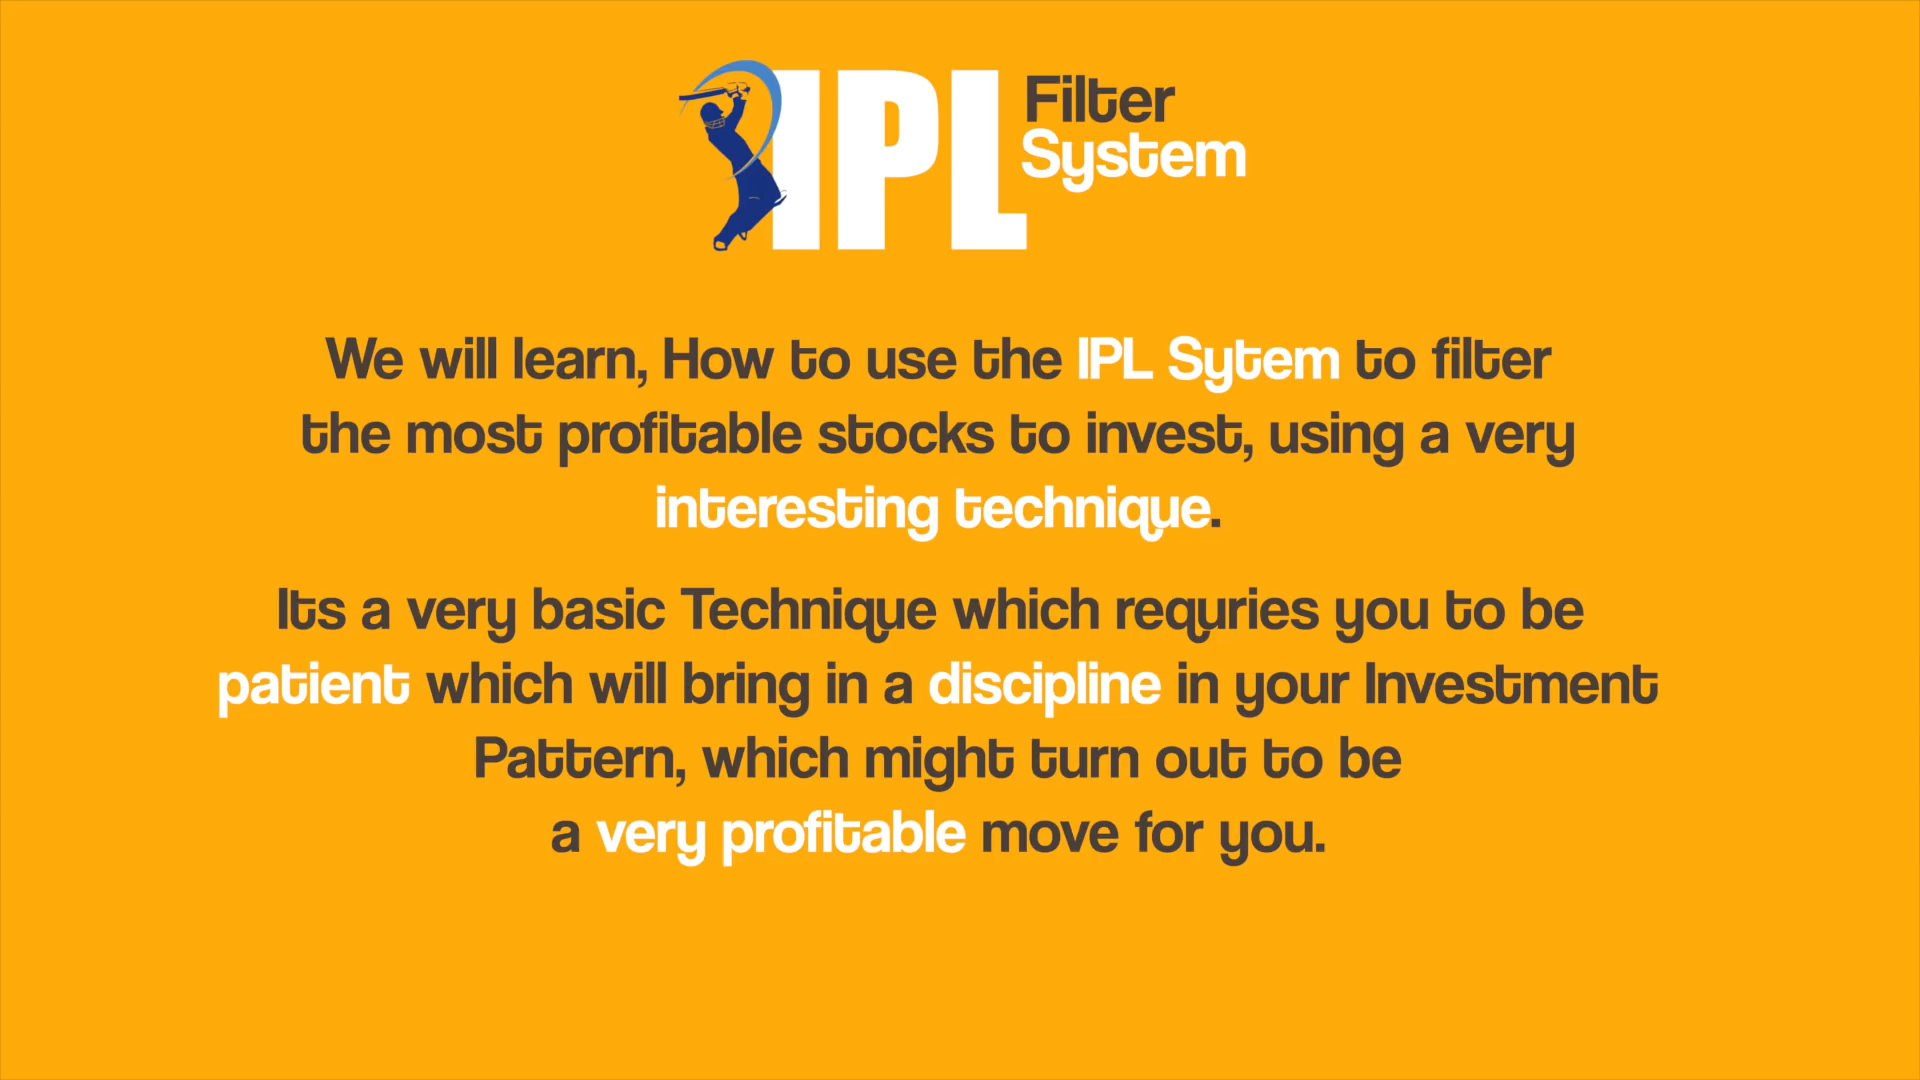 IPL Filter
System
We will learn, How to use the IPL Sytem to filter
the most profitable stocks to invest, using a very
interesting technique.
Its a very basic Technique which requries you to be
patient which will bring in a discipline in your Investment
Pattern, which might turn out to be
a very profitable move for you.